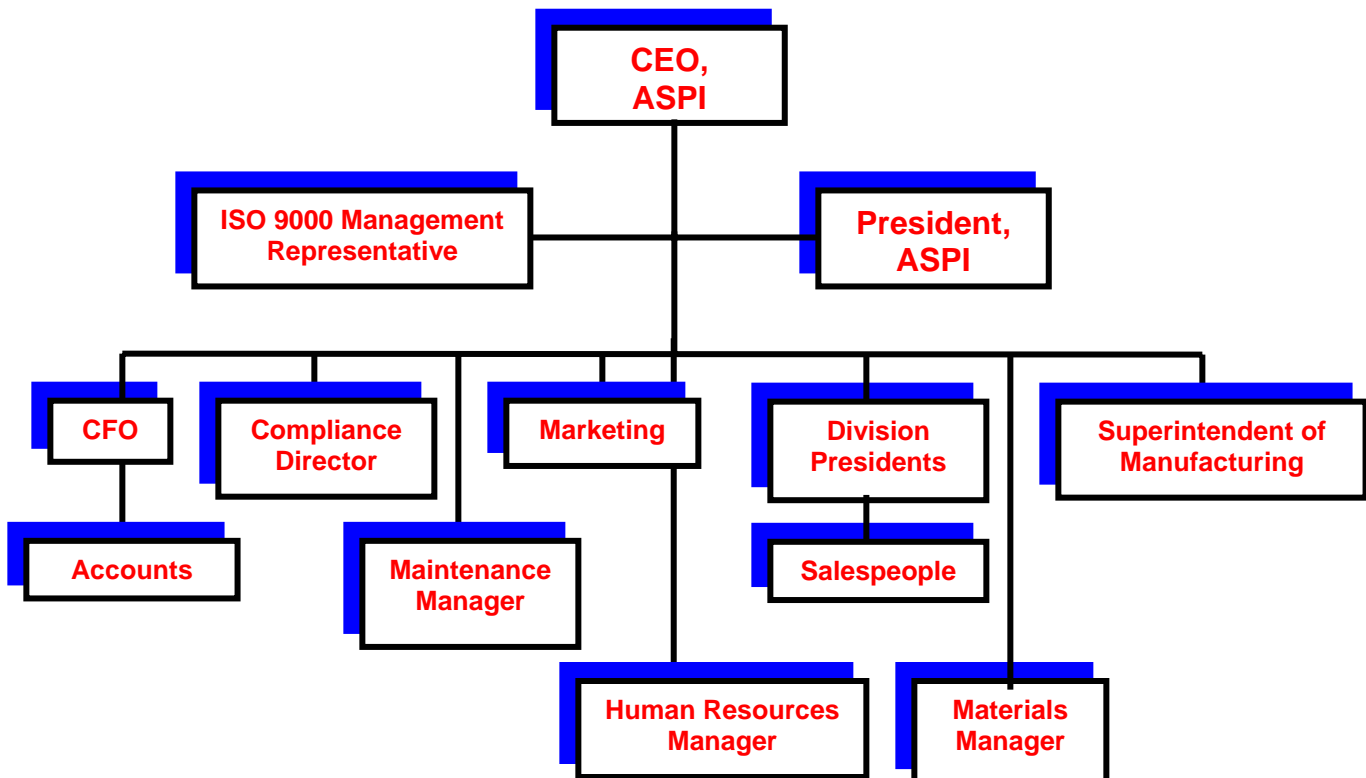 CEO,
ASPI
ISO 9000 Management
Representative
President,
ASPI
CFO
Compliance
Director
Marketing
Division
Presidents
Superintendent of
Manufacturing
Accounts
Maintenance
Manager
Salespeople
Human Resources
Manager
Materials
Manager